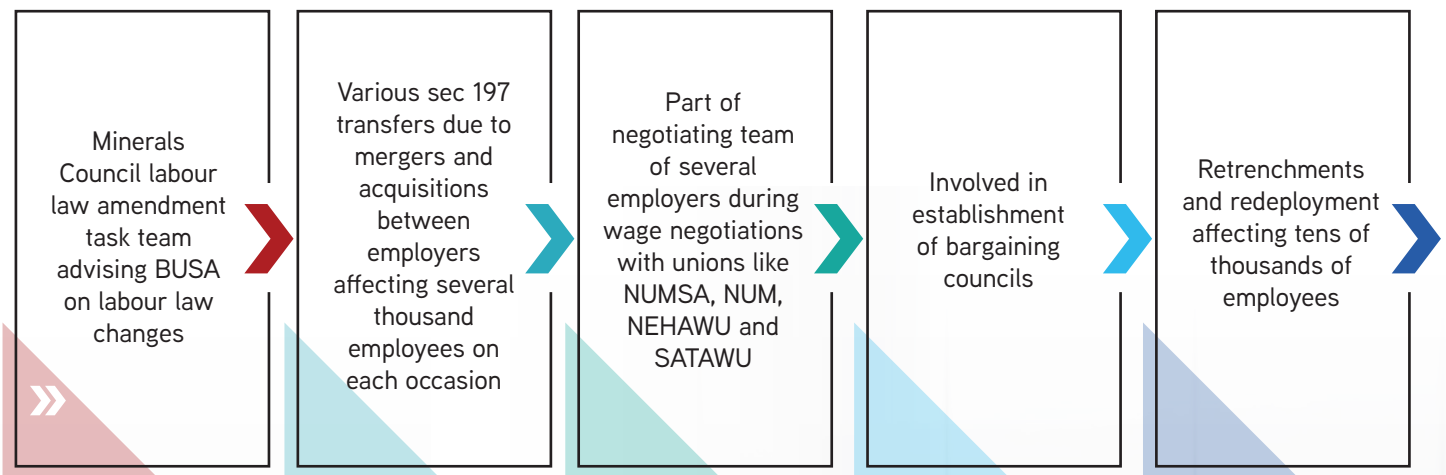 Minerals
Council labour
law amendment
task team
advising BUSA
on labour law
changes
Various sec 197
transfers due to
mergers and
acquisitions
between
employers
affecting several
thousand
employees on
each occasion
Part of
negotiating team
of several
employers during
wage negotiations
with unions like
NUMSA, NUM,
NEHAWU and
SATAWU
Involved in
establishment
of bargaining
councils
Retrenchments
and redeployment
affecting tens of
thousands of
employees